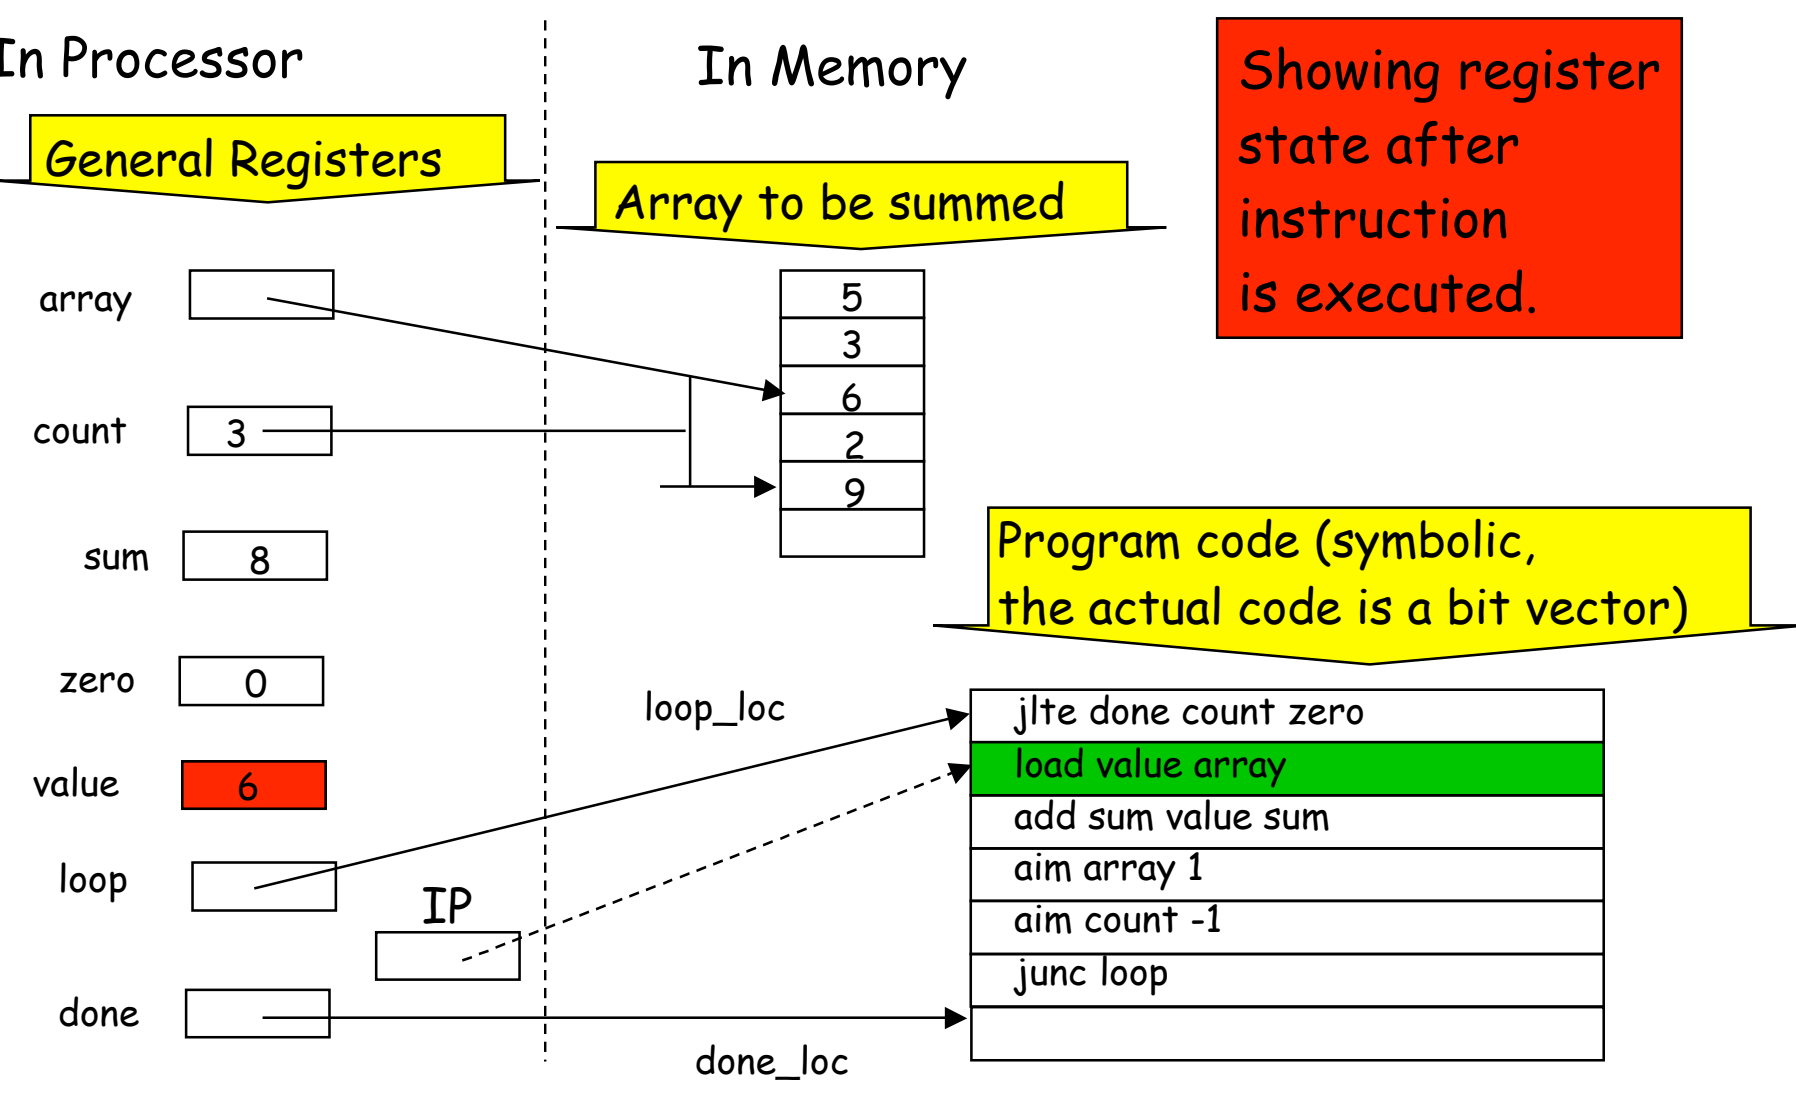 In Processor
In Memory
Showing register
state after
instruction
is executed.
General Registers
Array to be summed
array
count 3
sum 8
zero 0
value 6
loop
IP
done
5
3
6
2
9
Program code (symbolic,
the actual code is a bit vector)
loop_loc
done_loc
jlte done count zero
load value array
add sum value sum
aim array 1
aim count -1
junc loop